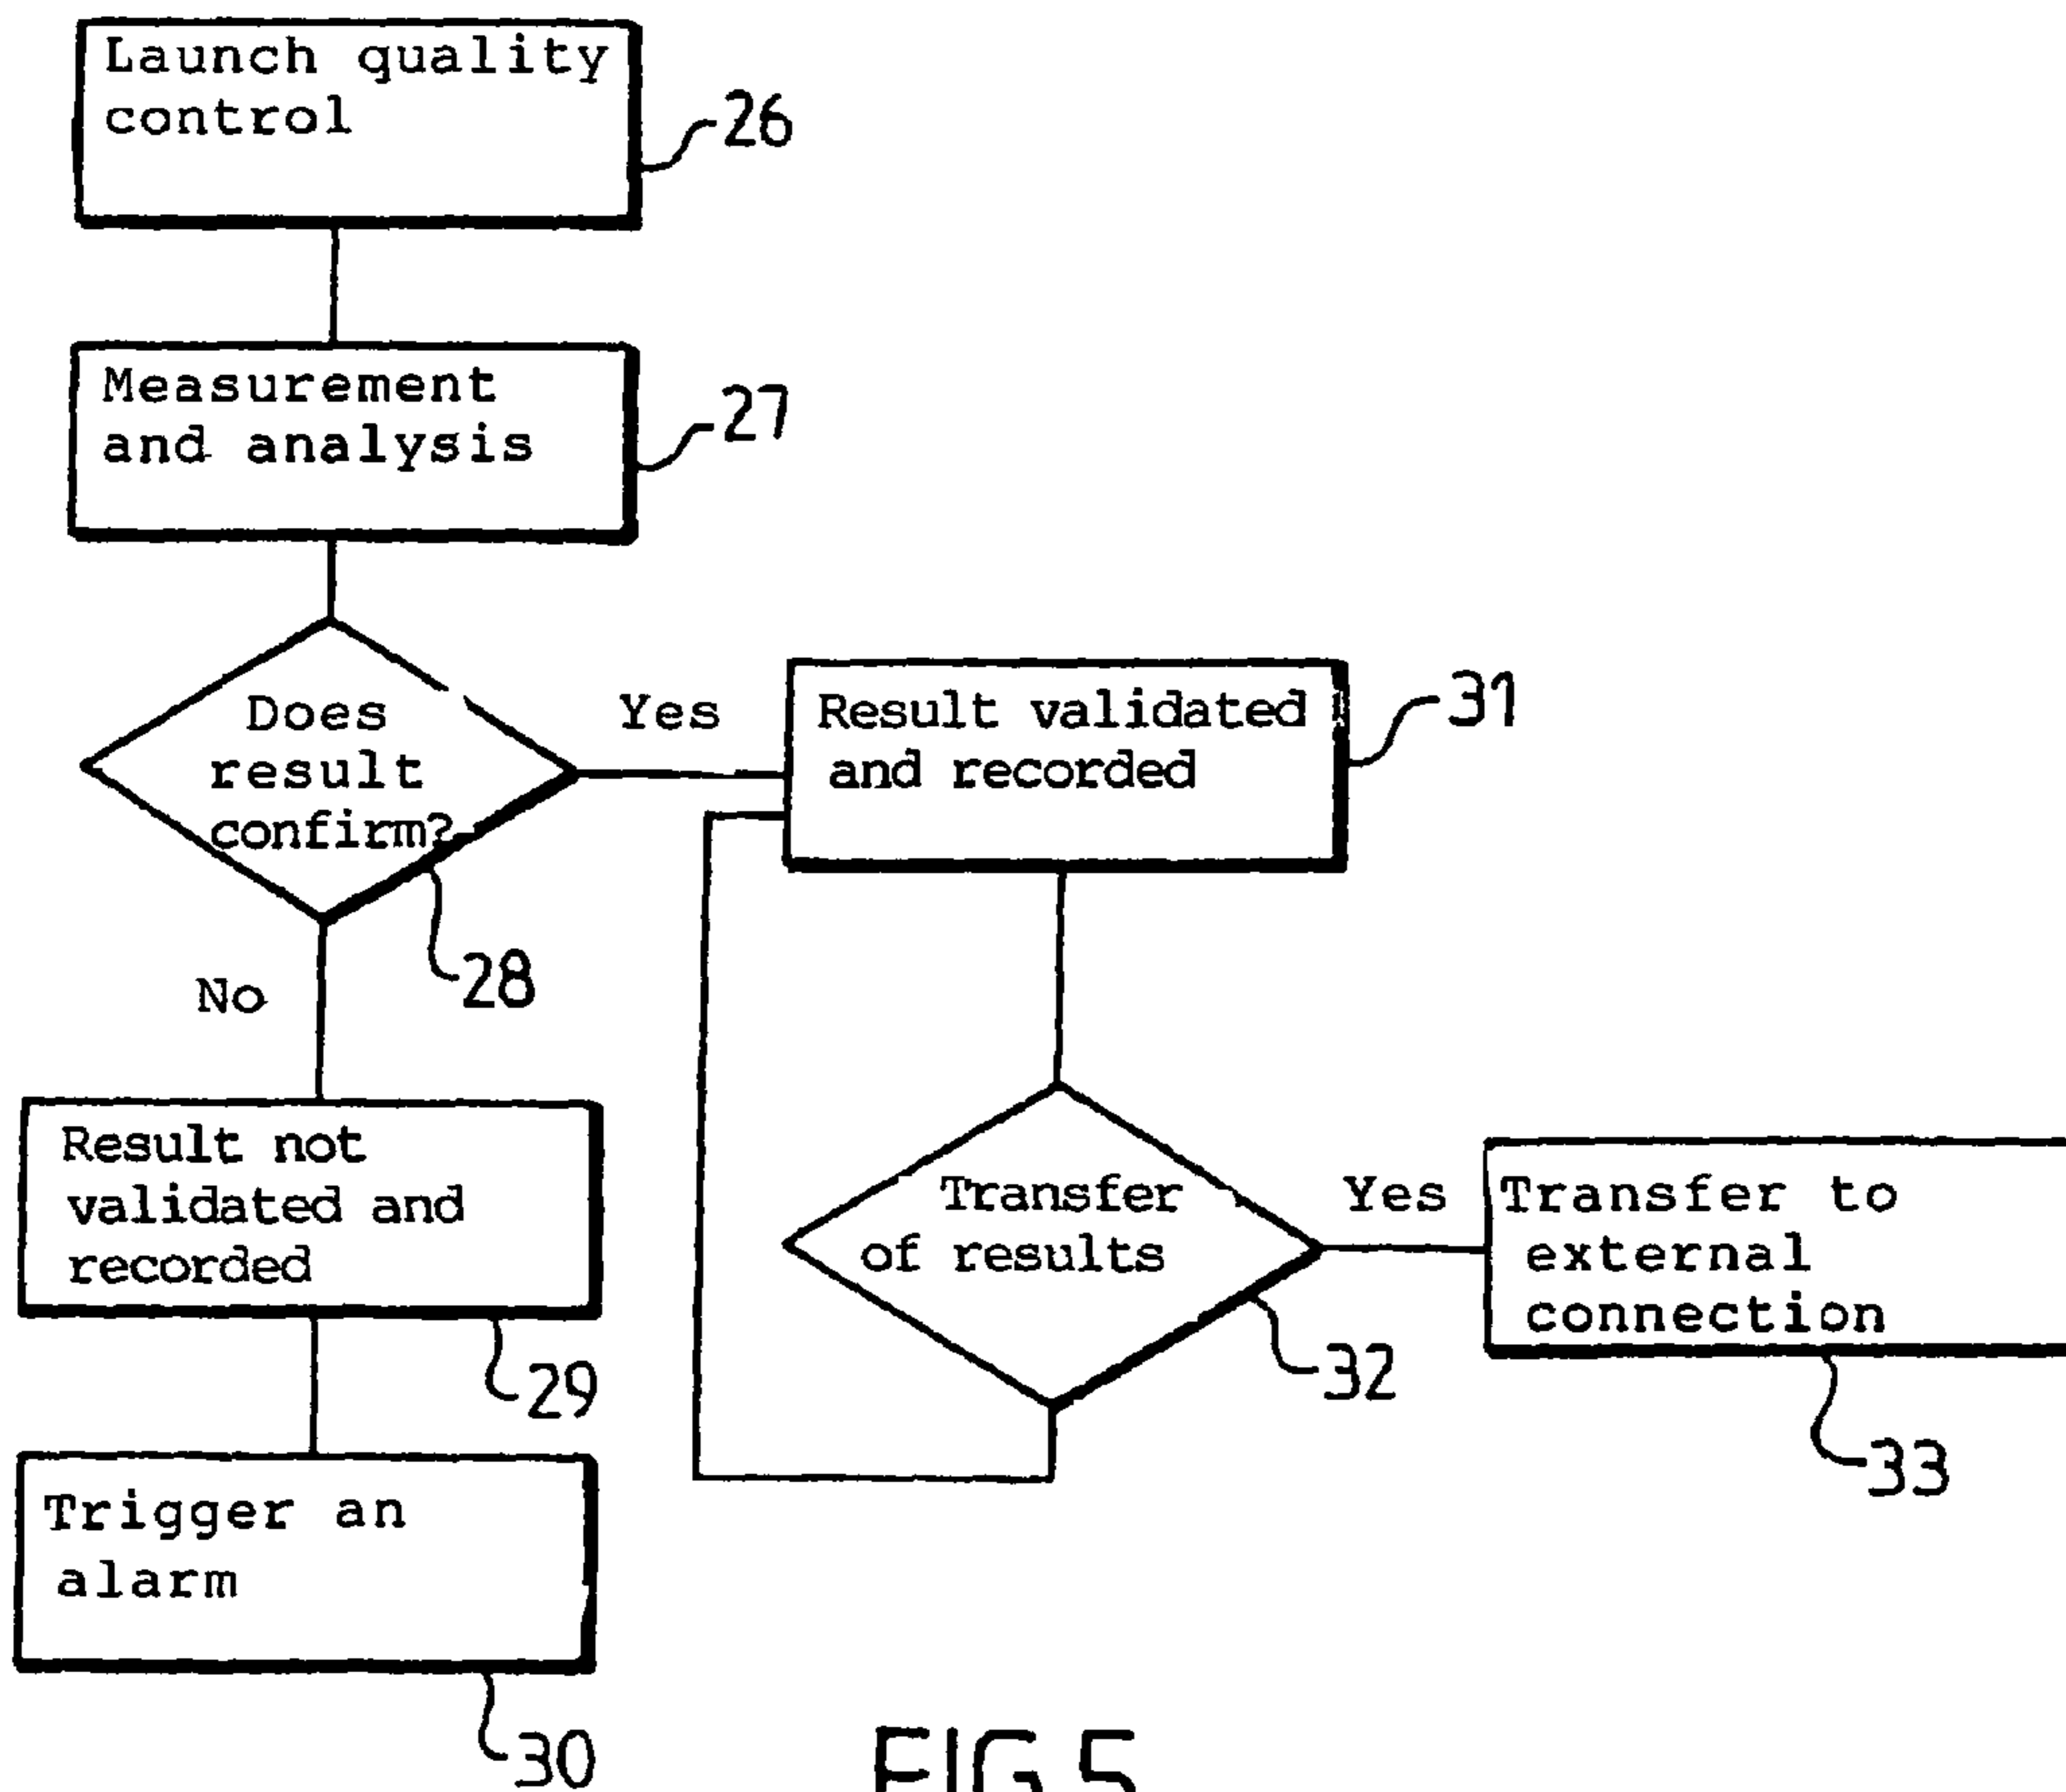 Launch quality
control
26
Measurement
and analysis
27
Does
result
confirm?
28
Yes
No
Result validated
and recorded
31
Result not
validated and
recorded
29
Transfer
of results
32
Yes
Transfer to
external
connection
33
Trigger an
alarm
30
FIG.5